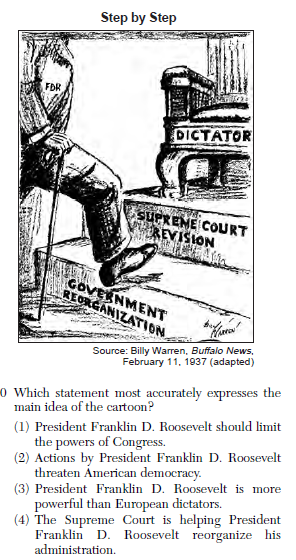 Step by Step
FDR
DICTATOR
SUPREME COURT
REVISION
GOVERNMENT
REORGANIZATION
Billy
WARREN
Source: Billy Warren, Buffalo News,
February 11, 1937 (adapted)
0 Which statement most accurately expresses the
main idea of the cartoon?
(1) President Franklin D. Roosevelt should limit
the powers of Congress.
(2) Actions by President Franklin D. Roosevelt
threaten American democracy.
(3) President Franklin D. Roosevelt is more
powerful than European dictators.
(4) The Supreme Court is helping President
Franklin D. Roosevelt reorganize his
administration.